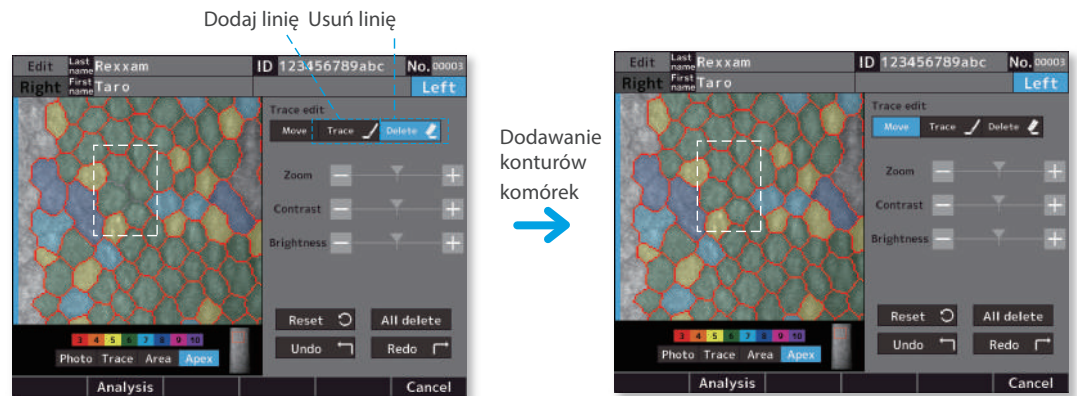 Dodaj linię Usuń linię
Edit Last name Rexxam ID 123456789abc No. 00003
Right First name Taro Left
Trace edit
Move Trace Delete
Zoom
Contrast
Brightness
Reset All delete
3 4 5 6 7 8 9 10
Undo Redo
Photo Trace Area Apex
Analysis Cancel
Dodawanie
konturów
komórek
Edit Last name Rexxam ID 123456789abc No. 00003
Right First name Taro Left
Trace edit
Move Trace Delete
Zoom
Contrast
Brightness
Reset All delete
3 4 5 6 7 8 9 10
Undo Redo
Photo Trace Area Apex
Analysis Cancel